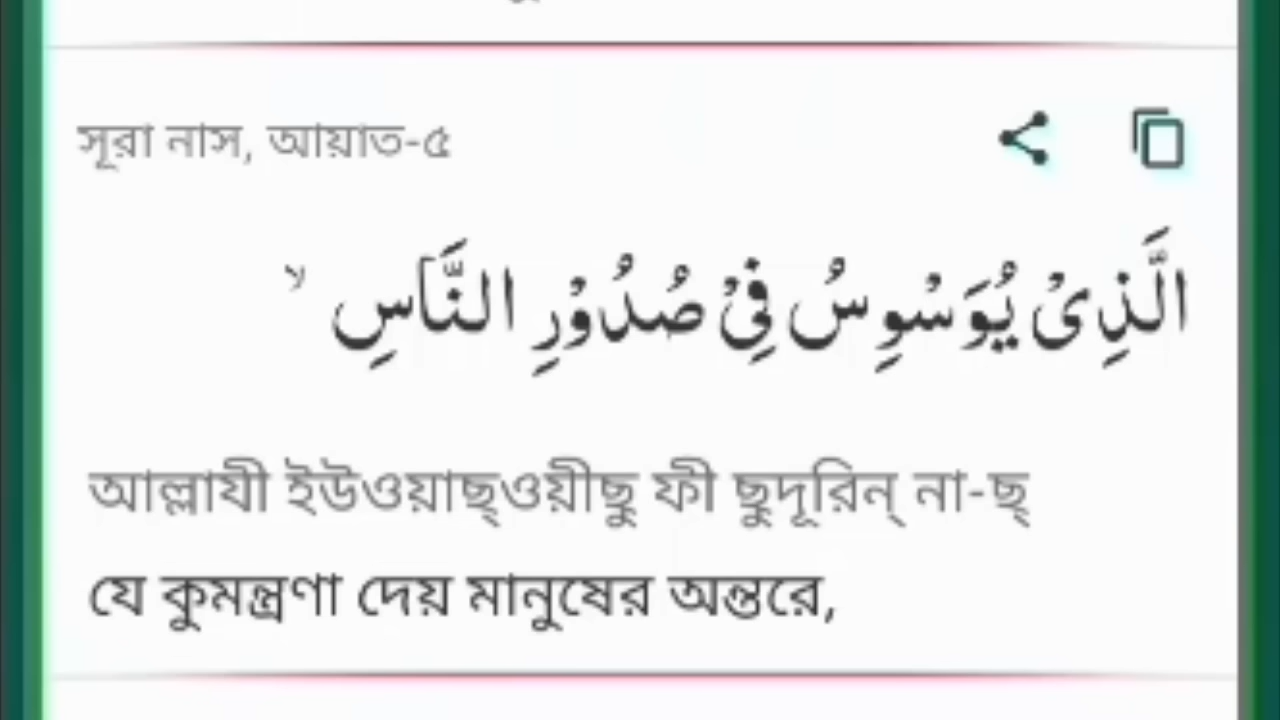 সূরা নাস, আয়াত-৫
الَّذِىْ يُوَسْوِسُ فِىْ صُدُوْرِ النَّاسِ ۙ
আল্লাযী ইউওয়াছ্ওয়ীছু ফী ছুদূরিন্ না-ছ্
যে কুমন্ত্রণা দেয় মানুষের অন্তরে,